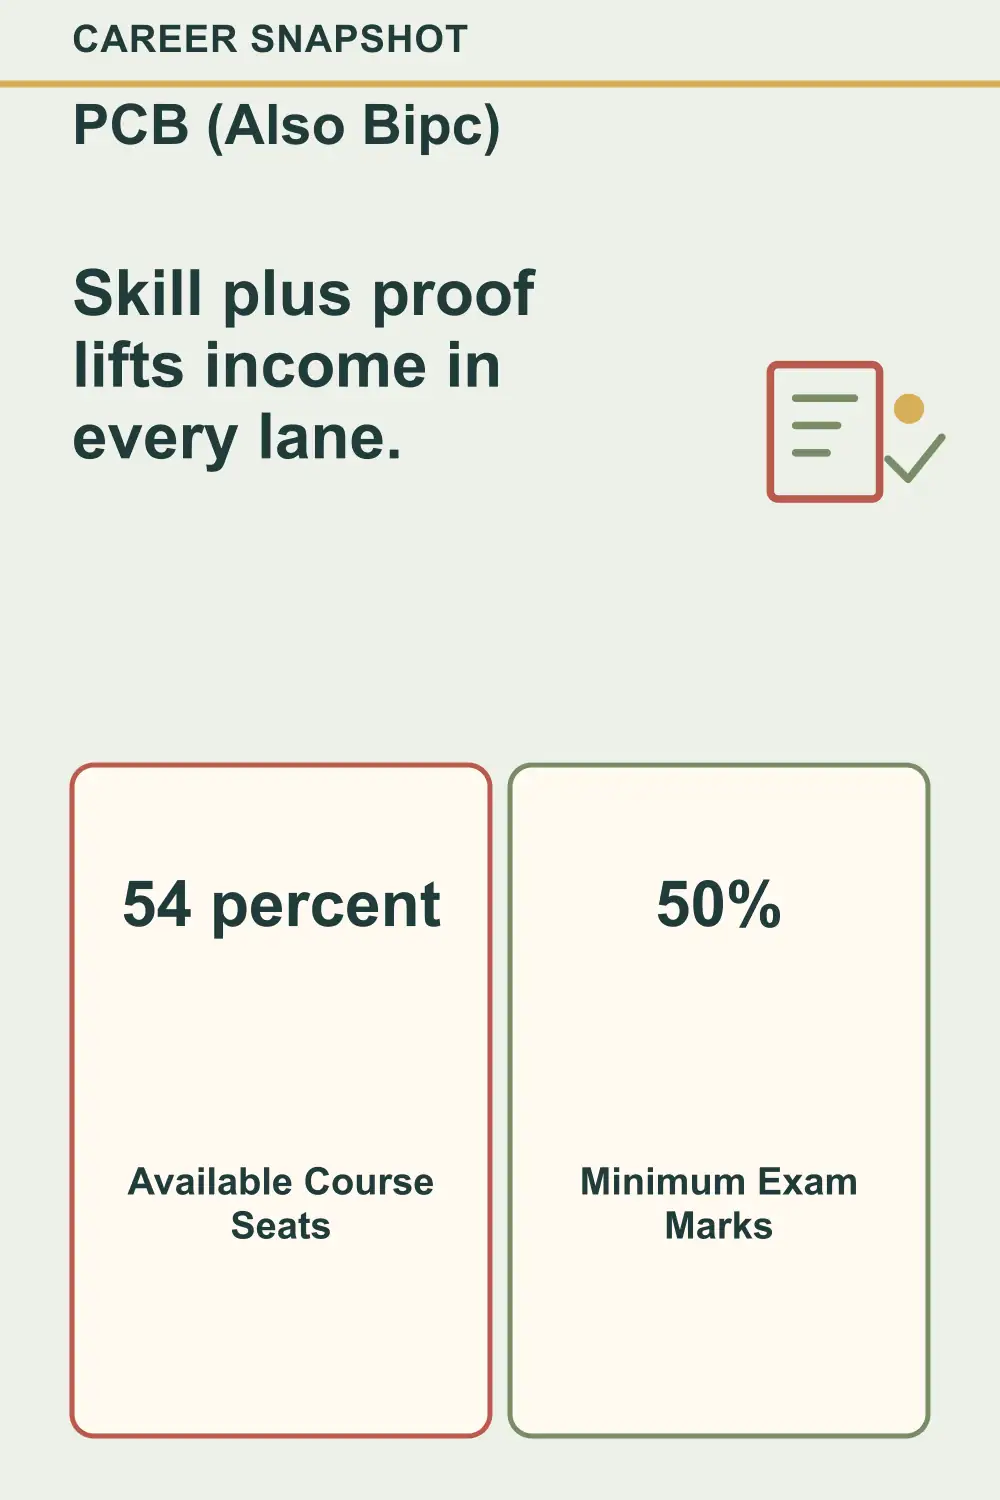 CAREER SNAPSHOT
PCB (Also Bipc)
Skill plus proof
lifts income in
every lane.
54 percent
Available Course
Seats
50%
Minimum Exam
Marks